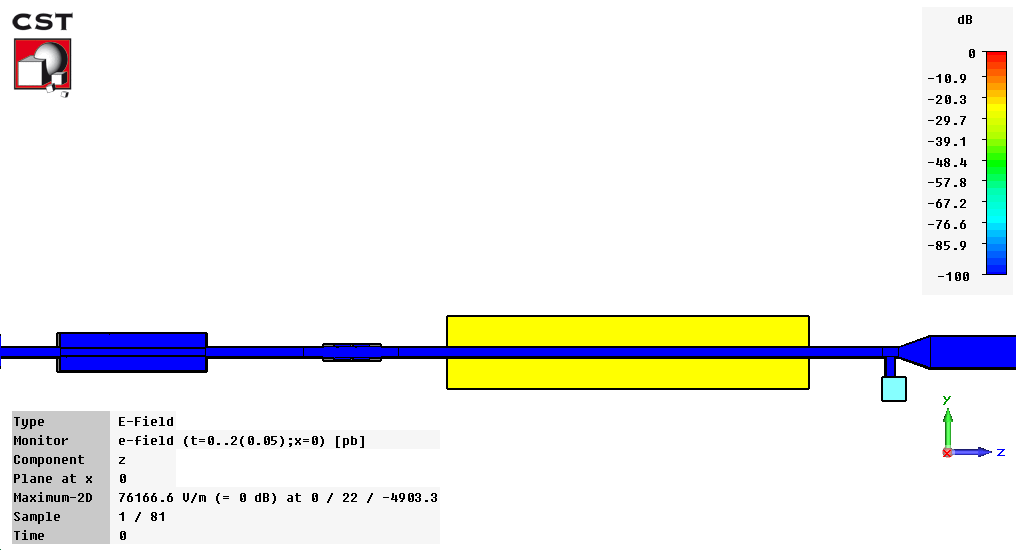 CST
dB
0
-10.9
-20.3
-29.7
-39.1
-48.4
-57.8
-67.2
-76.6
-85.9
-100
y
z
Type E-Field
Monitor e-field (t=0..2(0.05);x=0) [pb]
Component z
Plane at x 0
Maximum-2D 76166.6 V/m (= 0 dB) at 0 / 22 / -4903.3
Sample 1 / 81
Time 0